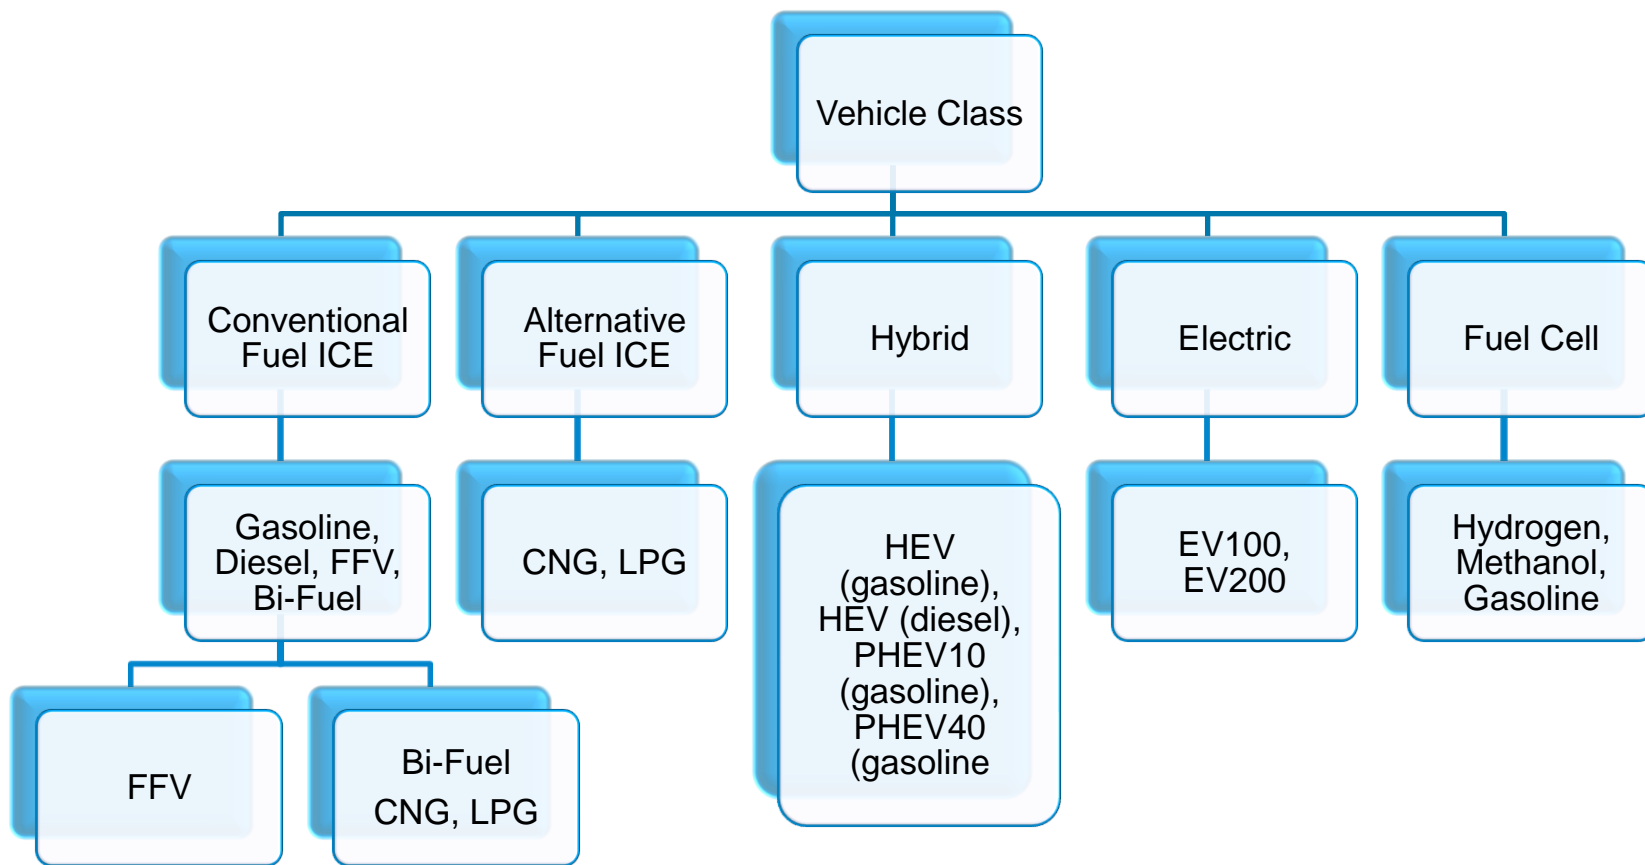 Vehicle Class
Conventional
Fuel ICE
Alternative
Fuel ICE
Hybrid
Electric
Fuel Cell
Gasoline,
Diesel, FFV,
Bi-Fuel
CNG, LPG
HEV
(gasoline),
HEV (diesel),
PHEV10
(gasoline),
PHEV40
(gasoline
EV100,
EV200
Hydrogen,
Methanol,
Gasoline
FFV
Bi-Fuel
CNG, LPG